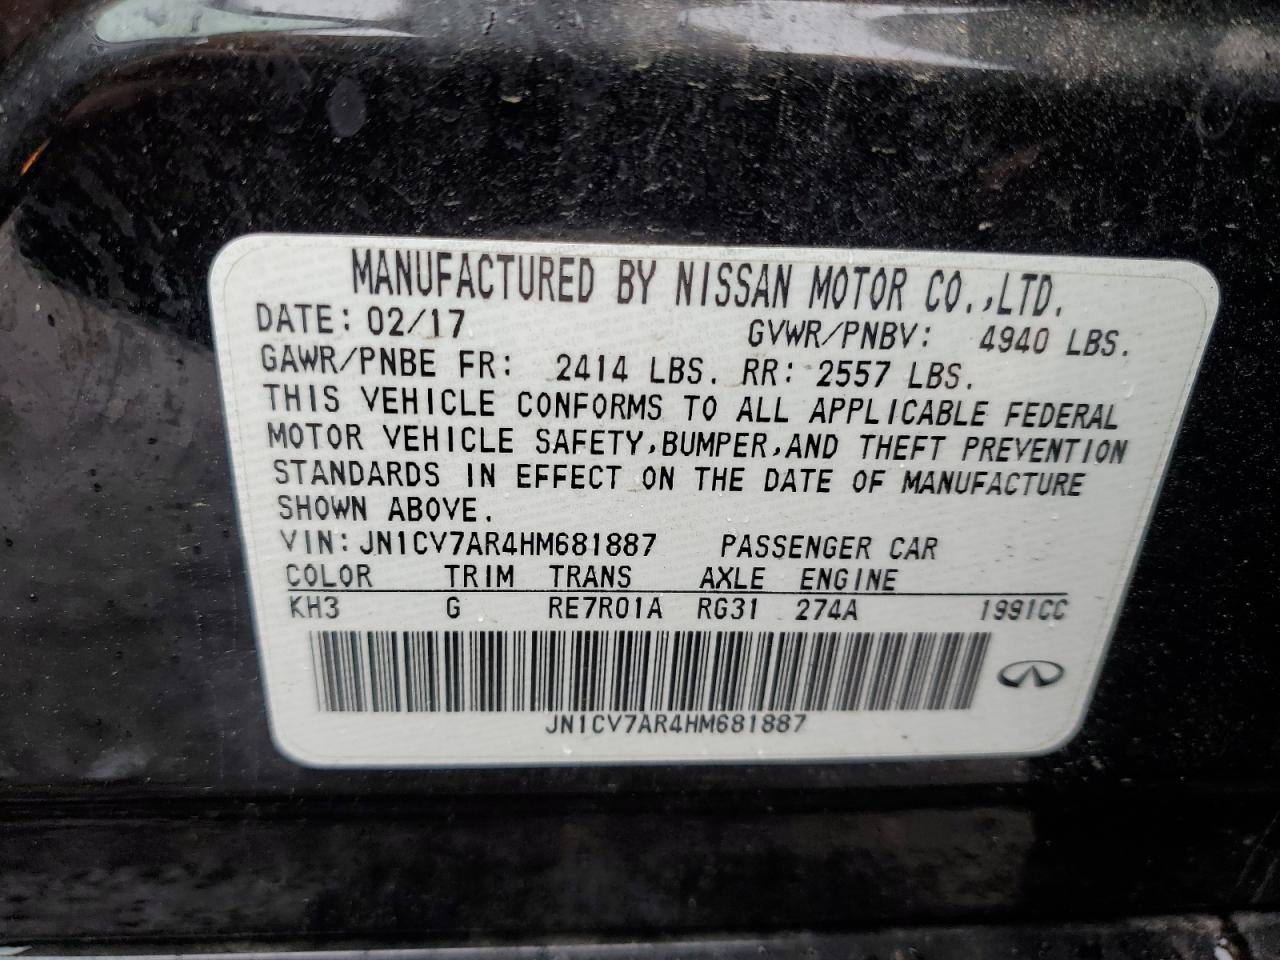 MANUFACTURED BY NISSAN MOTOR CO.,LTD.
DATE: 02/17 GVWR/PNBV: 4940 LBS.
GAWR/PNBE FR: 2414 LBS. RR: 2557 LBS.
THIS VEHICLE CONFORMS TO ALL APPLICABLE FEDERAL
MOTOR VEHICLE SAFETY,BUMPER,AND THEFT PREVENTION
STANDARDS IN EFFECT ON THE DATE OF MANUFACTURE
SHOWN ABOVE.
VIN: JN1CV7AR4HM681887 PASSENGER CAR
COLOR TRIM TRANS AXLE ENGINE
KH3 G RE7R01A RG31 274A 1991CC
JN1CV7AR4HM681887